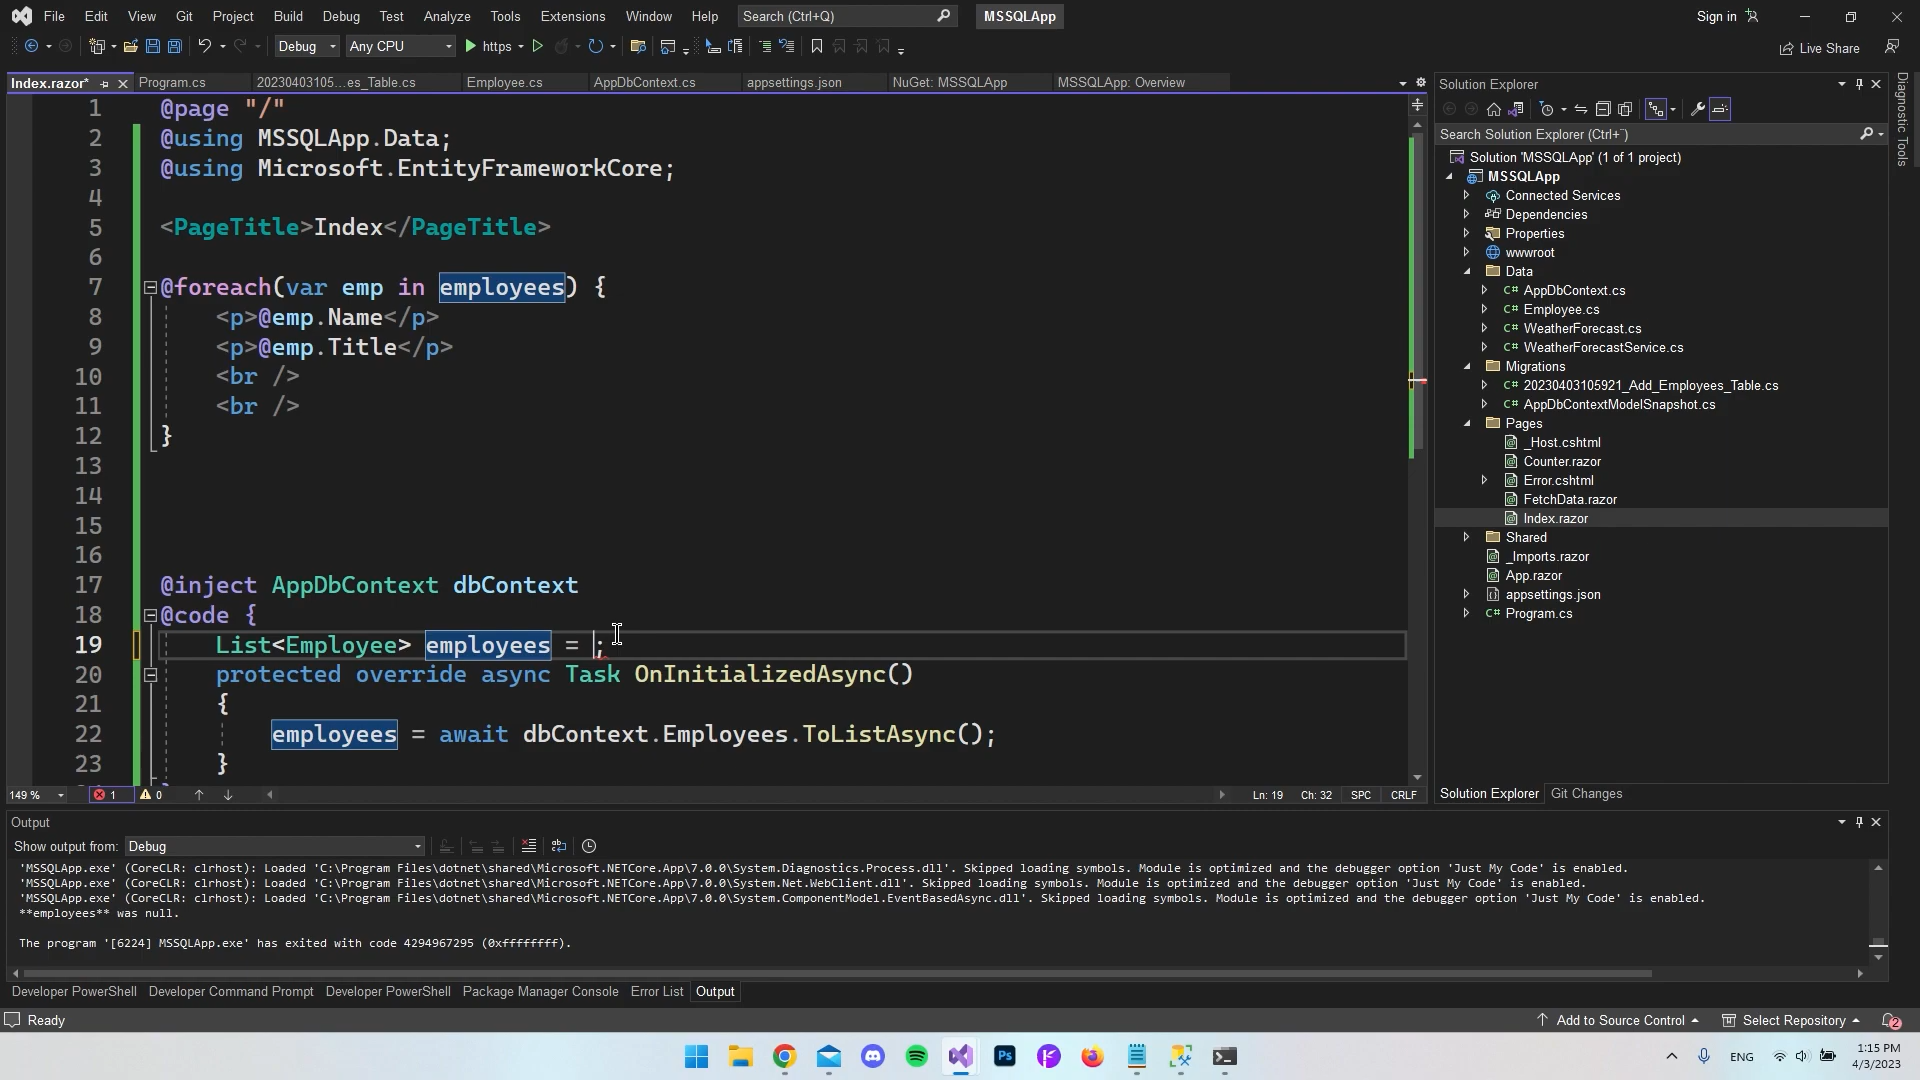 File Edit View Git Project Build Debug Test Analyze Tools Extensions Window Help Search (Ctrl+Q) MSSQLApp Sign in
Debug Any CPU https Live Share
Index.razor* Program.cs 20230403105...es_Table.cs Employee.cs AppDbContext.cs appsettings.json NuGet: MSSQLApp MSSQLApp: Overview
1 @page "/"
2 @using MSSQLApp.Data;
3 @using Microsoft.EntityFrameworkCore;
4
5 <PageTitle>Index</PageTitle>
6
7 @foreach(var emp in employees) {
8 <p>@emp.Name</p>
9 <p>@emp.Title</p>
10 <br />
11 <br />
12 }
13
14
15
16
17 @inject AppDbContext dbContext
18 @code {
19 List<Employee> employees = ;
20 protected override async Task OnInitializedAsync()
21 {
22 employees = await dbContext.Employees.ToListAsync();
23 }
149 % 1 0 Ln: 19 Ch: 32 SPC CRLF
Solution Explorer
Search Solution Explorer (Ctrl+¨)
Solution 'MSSQLApp' (1 of 1 project)
MSSQLApp
Connected Services
Dependencies
Properties
wwwroot
Data
C# AppDbContext.cs
C# Employee.cs
C# WeatherForecast.cs
C# WeatherForecastService.cs
Migrations
C# 20230403105921_Add_Employees_Table.cs
C# AppDbContextModelSnapshot.cs
Pages
_Host.cshtml
Counter.razor
Error.cshtml
FetchData.razor
Index.razor
Shared
_Imports.razor
App.razor
appsettings.json
C# Program.cs
Solution Explorer Git Changes
Diagnostic Tools
Output
Show output from: Debug
'MSSQLApp.exe' (CoreCLR: clrhost): Loaded 'C:\Program Files\dotnet\shared\Microsoft.NETCore.App\7.0.0\System.Diagnostics.Process.dll'. Skipped loading symbols. Module is optimized and the debugger option 'Just My Code' is enabled.
'MSSQLApp.exe' (CoreCLR: clrhost): Loaded 'C:\Program Files\dotnet\shared\Microsoft.NETCore.App\7.0.0\System.Net.WebClient.dll'. Skipped loading symbols. Module is optimized and the debugger option 'Just My Code' is enabled.
'MSSQLApp.exe' (CoreCLR: clrhost): Loaded 'C:\Program Files\dotnet\shared\Microsoft.NETCore.App\7.0.0\System.ComponentModel.EventBasedAsync.dll'. Skipped loading symbols. Module is optimized and the debugger option 'Just My Code' is enabled.
**employees** was null.
The program '[6224] MSSQLApp.exe' has exited with code 4294967295 (0xffffffff).
Developer PowerShell Developer Command Prompt Developer PowerShell Package Manager Console Error List Output
Ready Add to Source Control Select Repository 2
Ps ENG 1:15 PM
4/3/2023